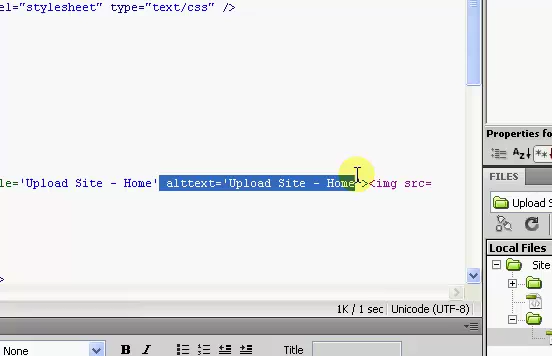 el="stylesheet" type="text/css" />
le='Upload Site - Home' alttext='Upload Site - Home'><img src=
>
1K / 1 sec Unicode (UTF-8)
None B I Title
Properties fo
A Z
FILES
Upload S
Local Files
Site